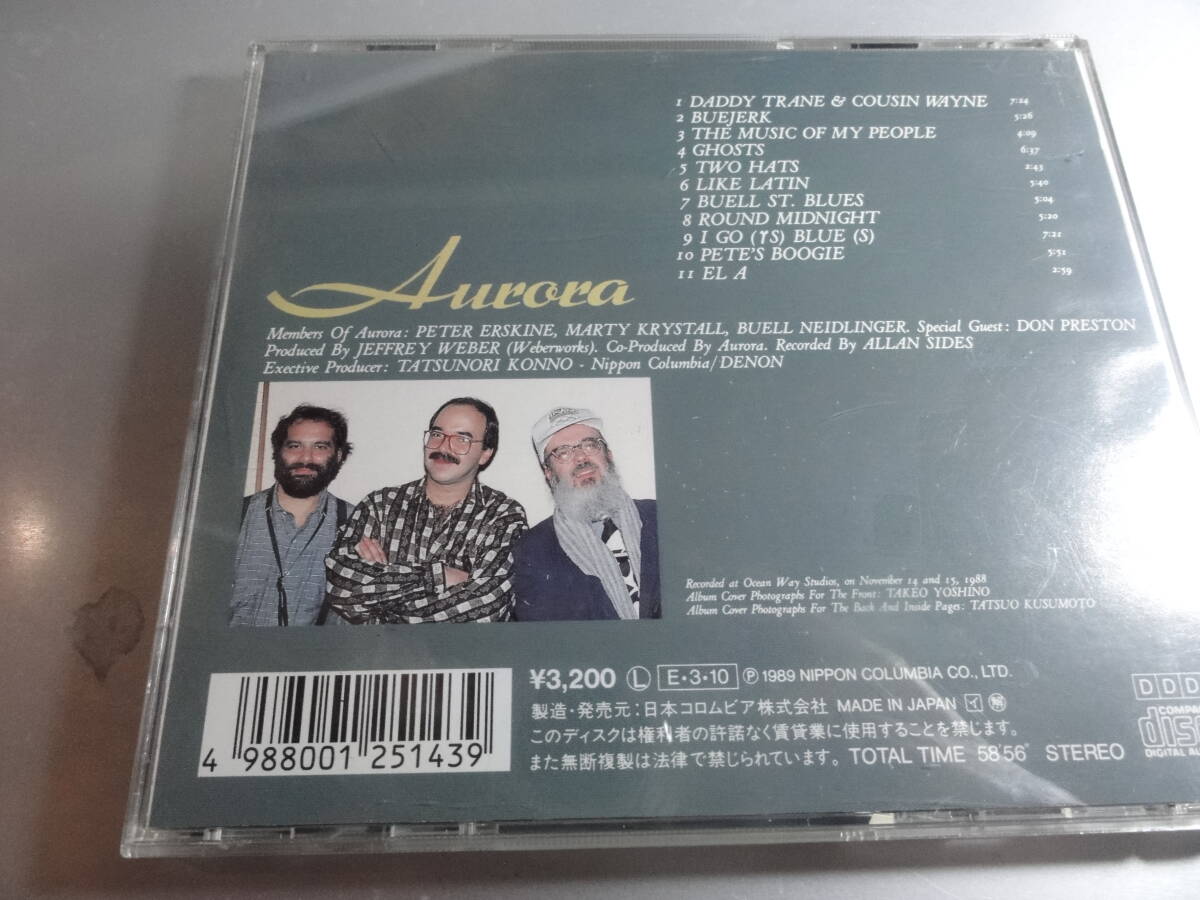 1 DADDY TRANE & COUSIN WAYNE 7:24
2 BUEJERK 5:26
3 THE MUSIC OF MY PEOPLE 4:09
4 GHOSTS 6:37
5 TWO HATS 2:43
6 LIKE LATIN 5:40
7 BUELL ST. BLUES 5:04
8 ROUND MIDNIGHT 5:20
9 I GO (YS) BLUE (S) 7:21
10 PETE'S BOOGIE 5:51
11 EL A 2:59
Aurora
Members Of Aurora: PETER ERSKINE, MARTY KRYSTALL, BUELL NEIDLINGER. Special Guest: DON PRESTON
Produced By JEFFREY WEBER (Weberworks). Co-Produced By Aurora. Recorded By ALLAN SIDES
Exective Producer: TATSUNORI KONNO - Nippon Columbia/DENON
Recorded at Ocean Way Studios, on November 14 and 15, 1988
Album Cover Photographs For The Front: TAKEO YOSHINO
Album Cover Photographs For The Back And Inside Pages: TATSUO KUSUMOTO
¥3,200 Ⓛ E・3・10 Ⓟ 1989 NIPPON COLUMBIA CO., LTD.
製造・発売元:日本コロムビア株式会社 MADE IN JAPAN
このディスクは権利者の許諾なく賃貸業に使用することを禁じます。
また無断複製は法律で禁じられています。 TOTAL TIME 58'56" STEREO
4 988001 251439
DDD
COMPACT
disc
DIGITAL AU